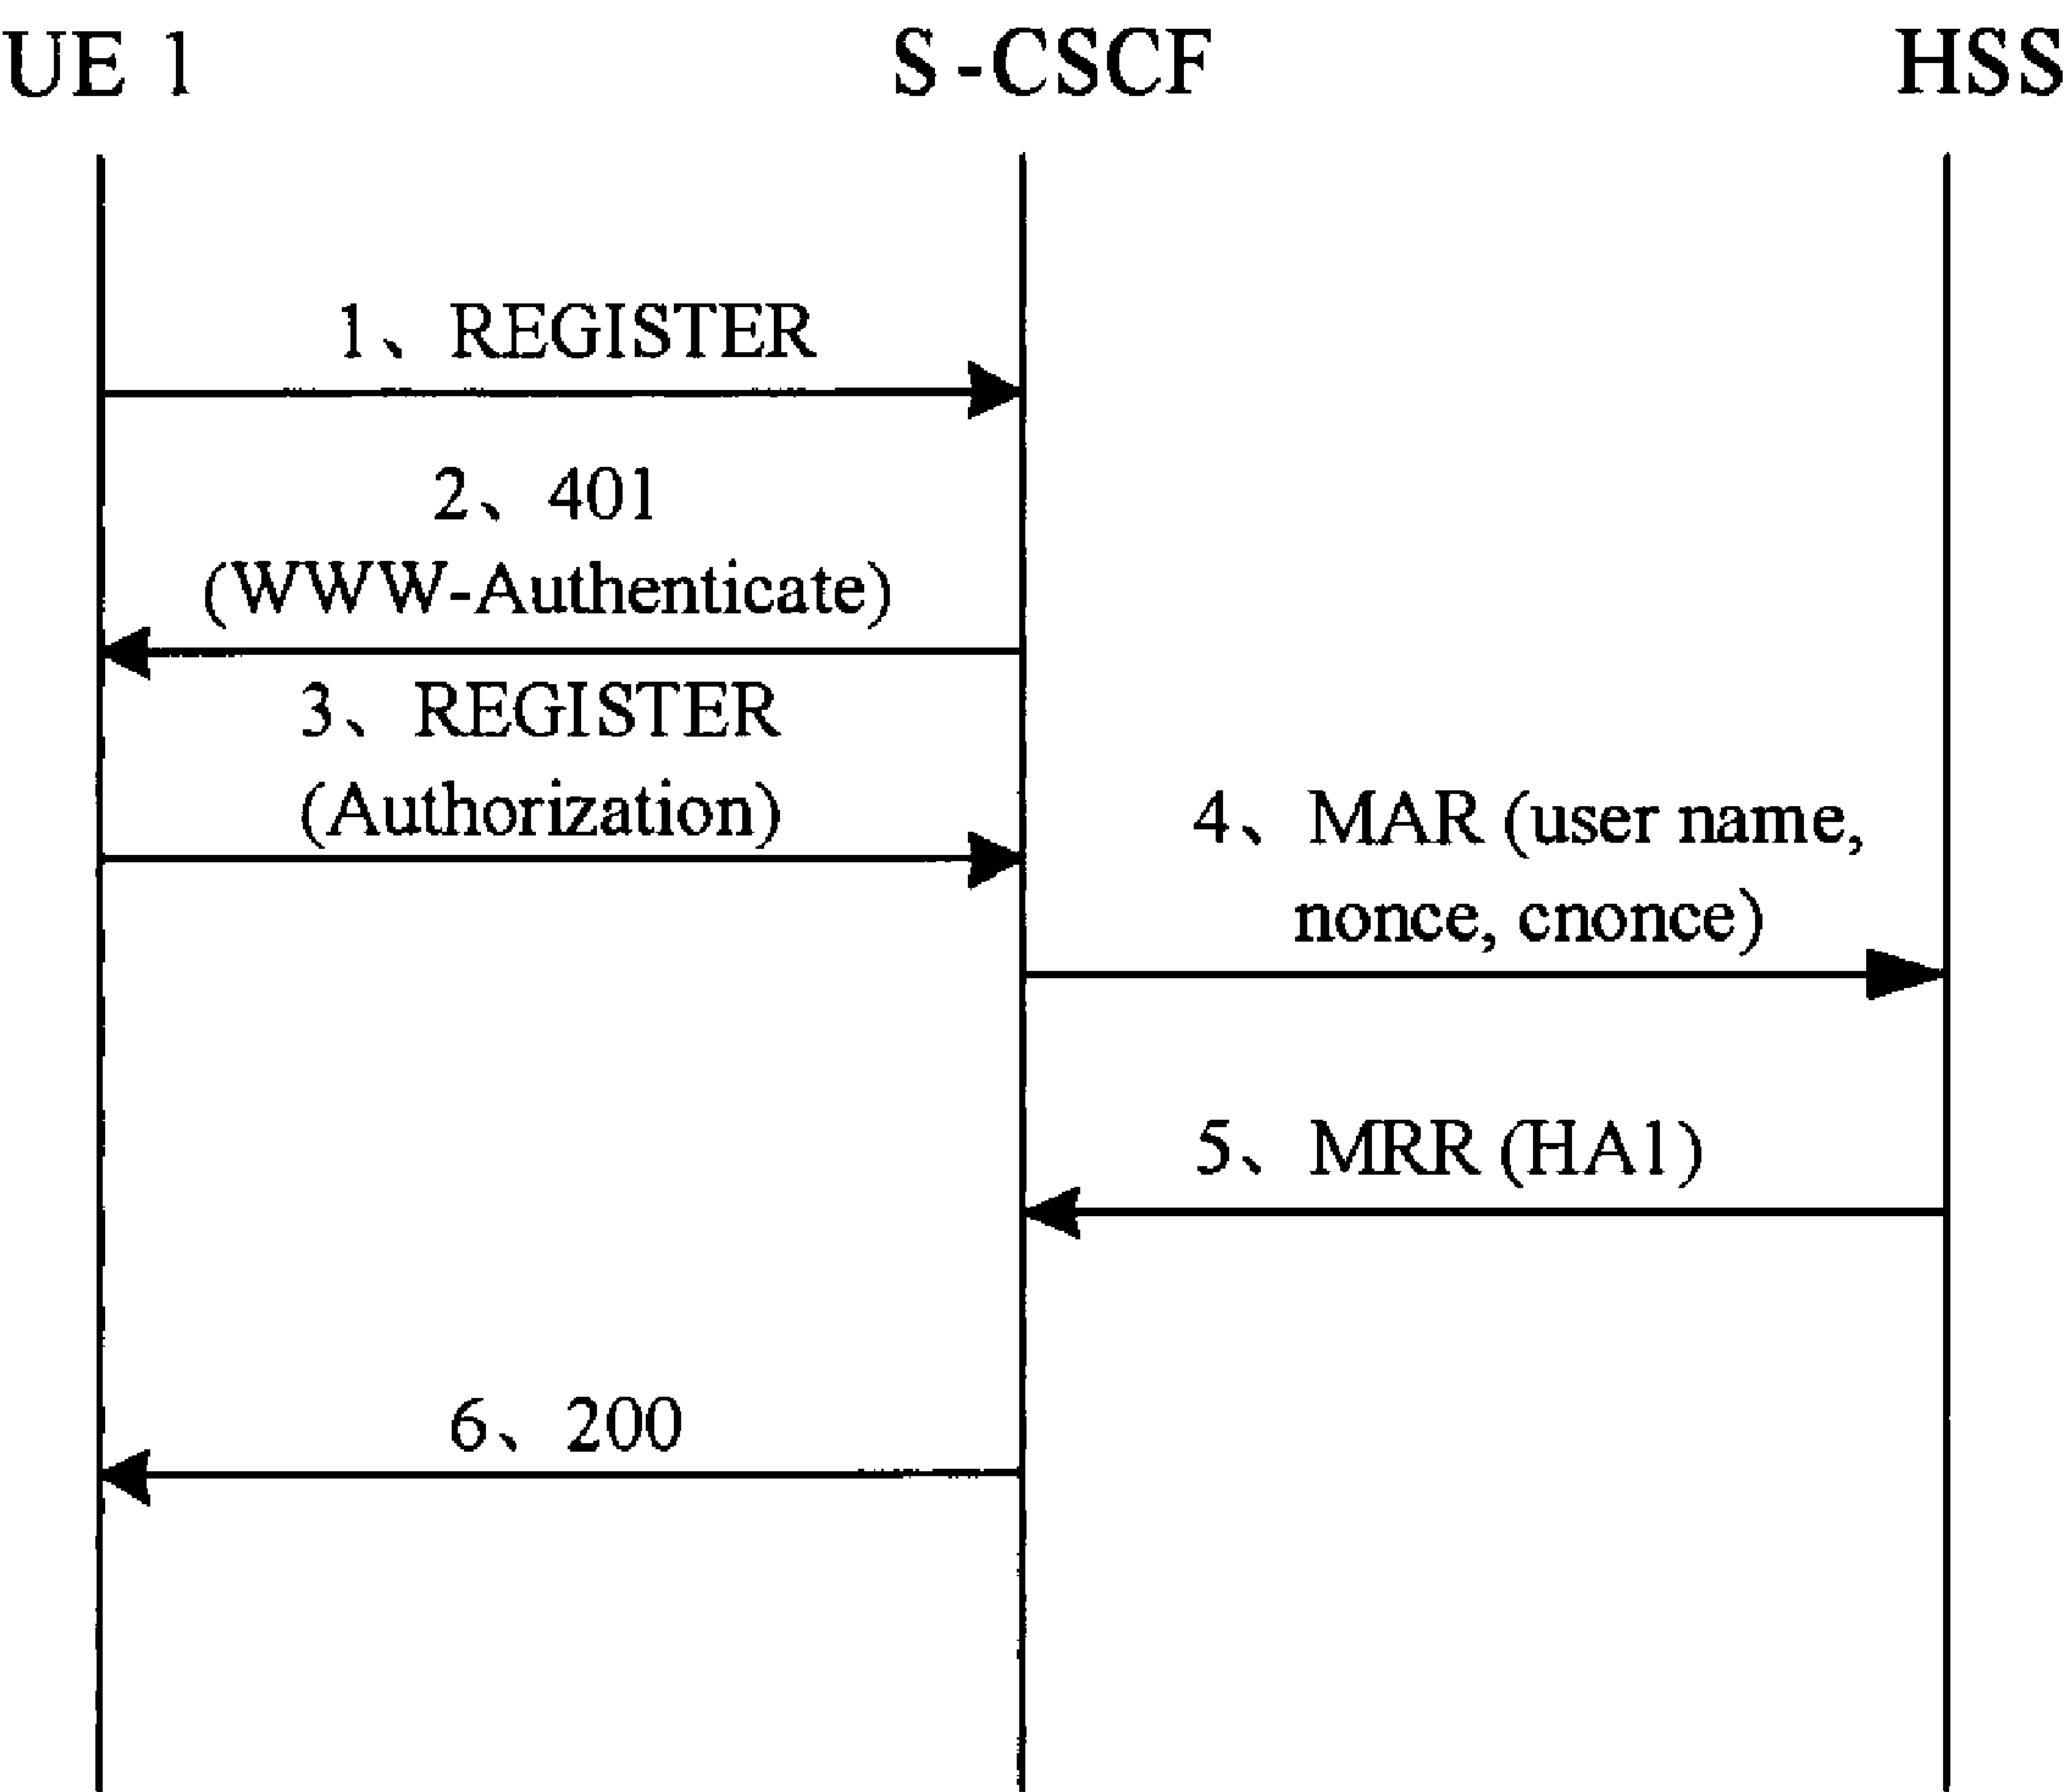 UE 1
S-CSCF
HSS
1、REGISTER
2、401
(WWW-Authenticate)
3、REGISTER
(Authorization)
4、MAR (user name,
nonce, cnonce)
5、MRR (HA1)
6、200